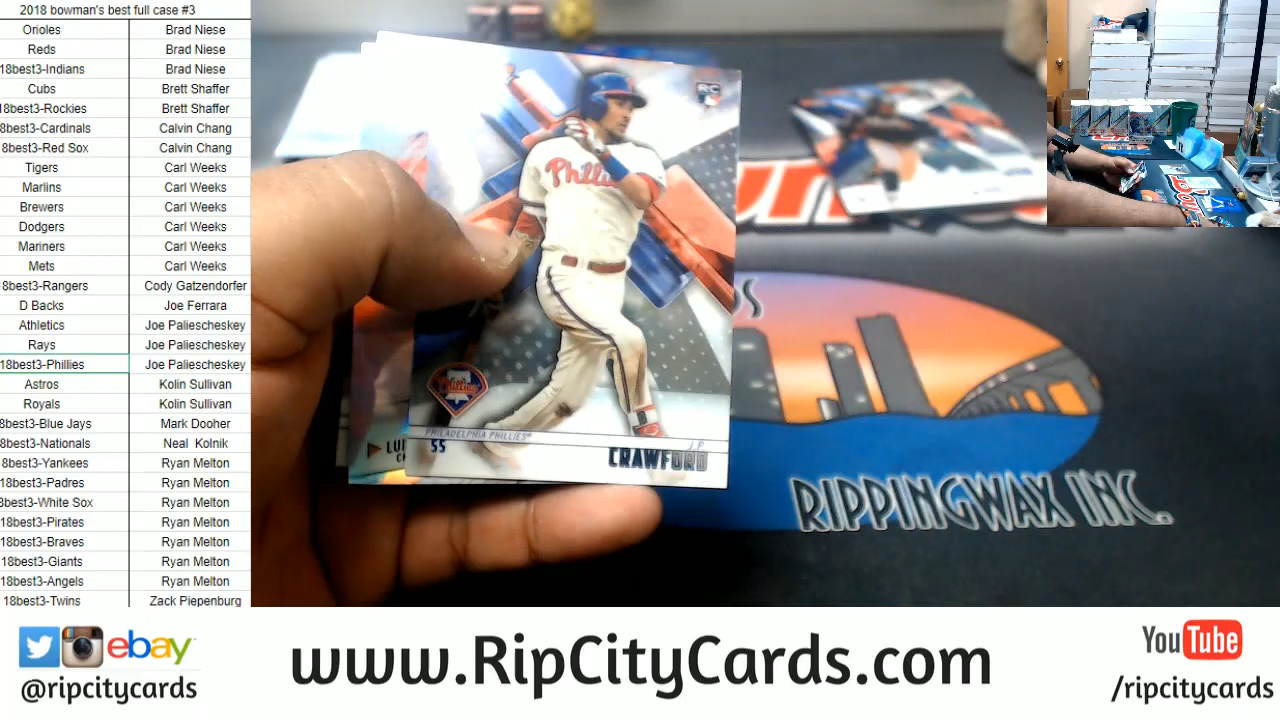 2018 bowman's best full case #3
Orioles Brad Niese
Reds Brad Niese
18best3-Indians Brad Niese
Cubs Brett Shaffer
18best3-Rockies Brett Shaffer
8best3-Cardinals Calvin Chang
8best3-Red Sox Calvin Chang
Tigers Carl Weeks
Marlins Carl Weeks
Brewers Carl Weeks
Dodgers Carl Weeks
Mariners Carl Weeks
Mets Carl Weeks
8best3-Rangers Cody Gatzendorfer
D Backs Joe Ferrara
Athletics Joe Paliescheskey
Rays Joe Paliescheskey
18best3-Phillies Joe Paliescheskey
Astros Kolin Sullivan
Royals Kolin Sullivan
8best3-Blue Jays Mark Dooher
8best3-Nationals Neal Kolnik
8best3-Yankees Ryan Melton
18best3-Padres Ryan Melton
8best3-White Sox Ryan Melton
18best3-Pirates Ryan Melton
18best3-Braves Ryan Melton
18best3-Giants Ryan Melton
18best3-Angels Ryan Melton
18best3-Twins Zack Piepenburg
RC
Phillies
PHILADELPHIA PHILLIES
SS
J.P.
CRAWFORD
LUI
CH
RIPPINGWAX INC.
ebay
@ripcitycards
www.RipCityCards.com
YouTube
/ripcitycards